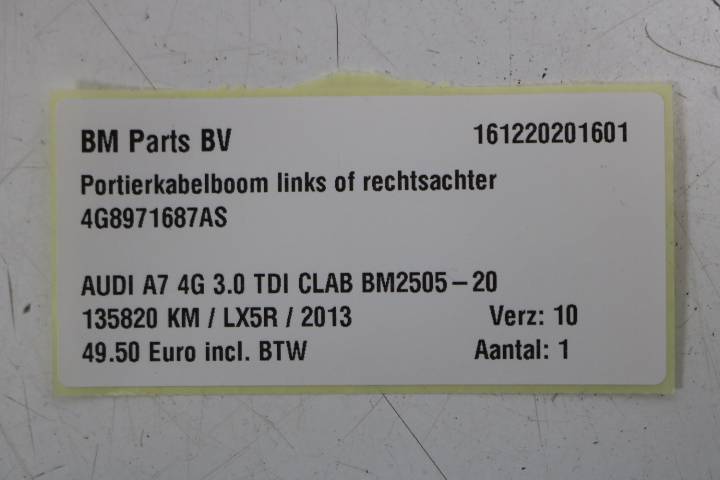 BM Parts BV 161220201601
Portierkabelboom links of rechtsachter
4G8971687AS
AUDI A7 4G 3.0 TDI CLAB BM2505-20
135820 KM / LX5R / 2013 Verz: 10
49.50 Euro incl. BTW Aantal: 1